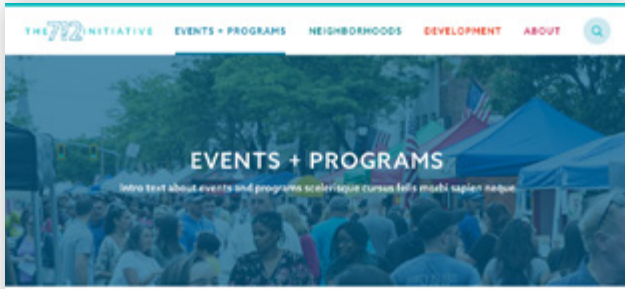 THE 712 INITIATIVE
EVENTS + PROGRAMS
NEIGHBORHOODS
DEVELOPMENT
ABOUT
EVENTS + PROGRAMS
Intro text about events and programs scelerisque cursus felis morbi sapien neque